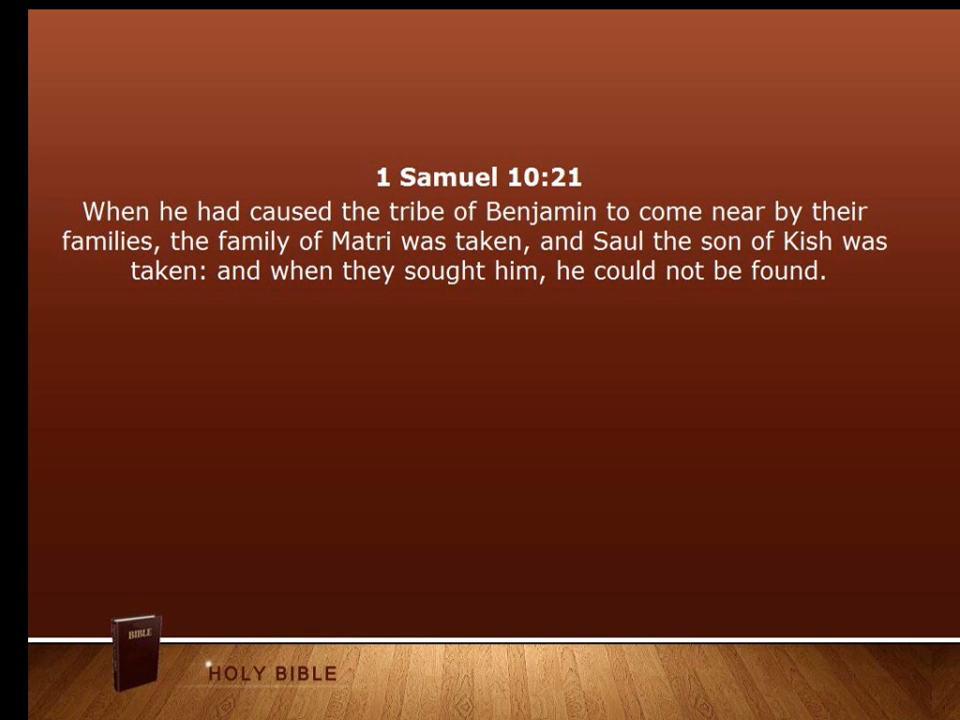 1 Samuel 10:21
When he had caused the tribe of Benjamin to come near by their
families, the family of Matri was taken, and Saul the son of Kish was
taken: and when they sought him, he could not be found.
BIBLE
HOLY BIBLE